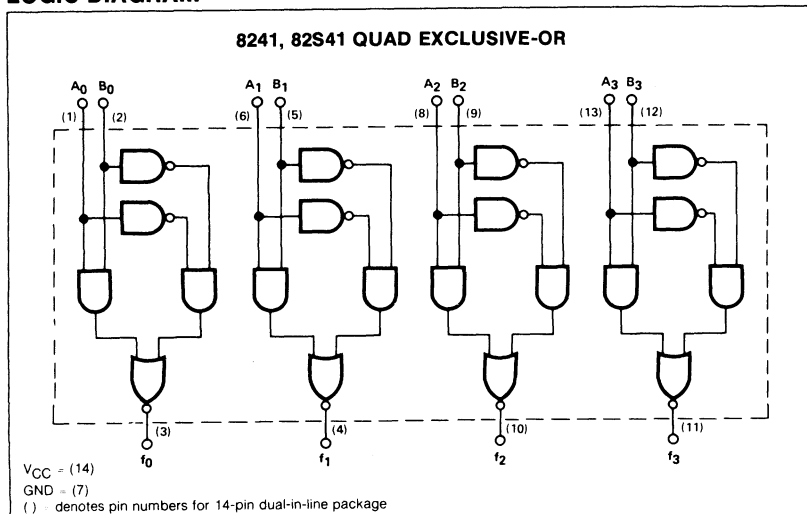 8241, 82S41 QUAD EXCLUSIVE-OR
A0 B0 A1 B1 A2 B2 A3 B3
(1) (2) (6) (5) (8) (9) (13) (12)
(3) (4) (10) (11)
f0 f1 f2 f3
VCC = (14)
GND = (7)
( ) = denotes pin numbers for 14-pin dual-in-line package